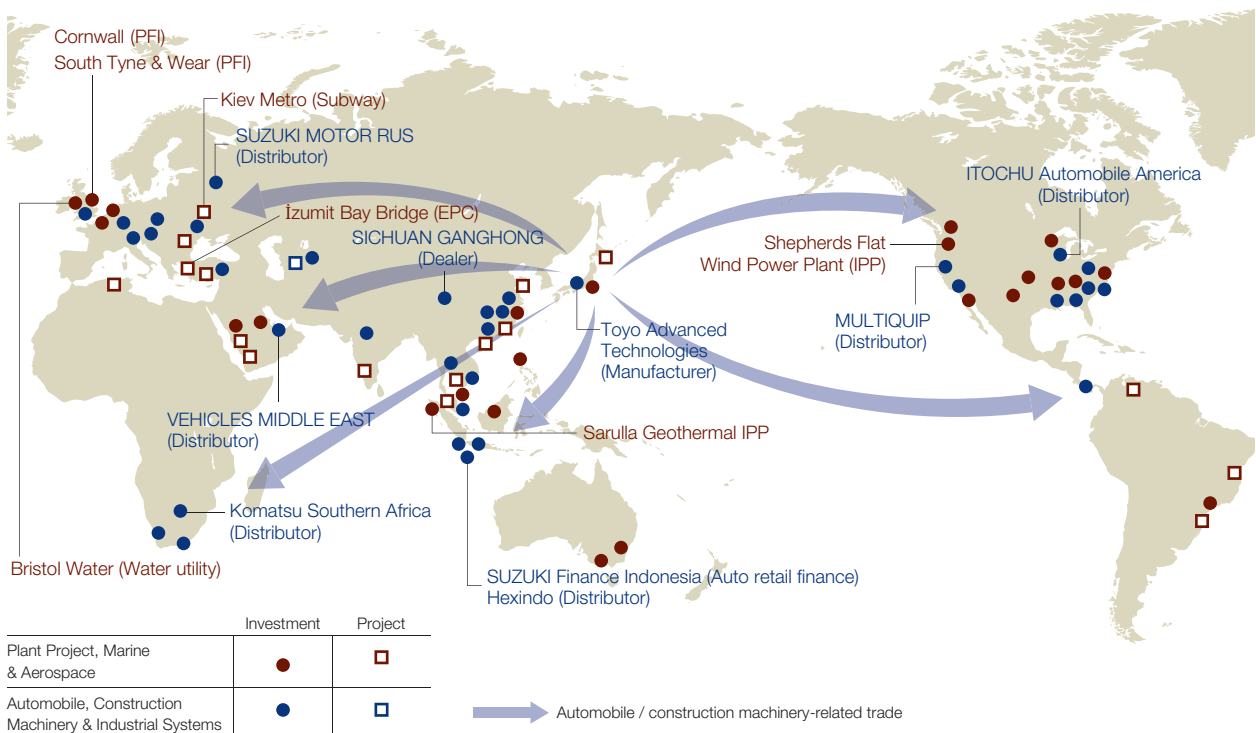 Cornwall (PFI)
South Tyne & Wear (PFI)
Kiev Metro (Subway)
SUZUKI MOTOR RUS
(Distributor)
İzumit Bay Bridge (EPC)
SICHUAN GANGHONG
(Dealer)
ITOCHU Automobile America
(Distributor)
Shepherds Flat
Wind Power Plant (IPP)
MULTIQUIP
(Distributor)
Toyo Advanced
Technologies
(Manufacturer)
VEHICLES MIDDLE EAST
(Distributor)
Sarulla Geothermal IPP
Komatsu Southern Africa
(Distributor)
Bristol Water (Water utility)
SUZUKI Finance Indonesia (Auto retail finance)
Hexindo (Distributor)
Investment Project
Plant Project, Marine
& Aerospace
Automobile, Construction
Machinery & Industrial Systems
Automobile / construction machinery-related trade